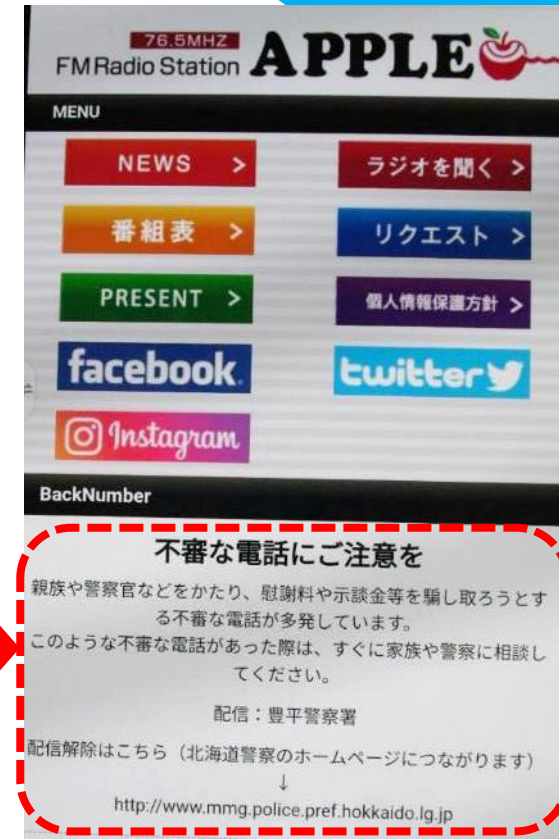 76.5MHZ
FM Radio Station APPLE
MENU
NEWS >
ラジオを聞く >
番組表 >
リクエスト >
PRESENT >
個人情報保護方針 >
facebook.
twitter
Instagram
BackNumber
不審な電話にご注意を
親族や警察官などをかたり、慰謝料や示談金等を騙し取ろうとす
る不審な電話が多発しています。
このような不審な電話があった際は、すぐに家族や警察に相談し
てください。
配信：豊平警察署
配信解除はこちら（北海道警察のホームページにつながります）
↓
http://www.mmg.police.pref.hokkaido.lg.jp